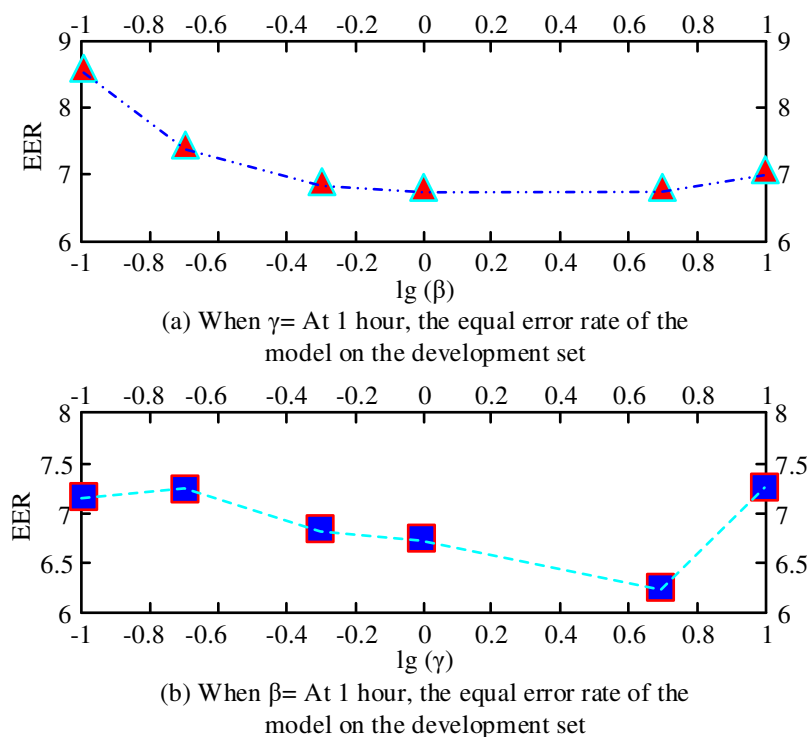 -1 -0.8 -0.6 -0.4 -0.2 0 0.2 0.4 0.6 0.8 1
9 9
8 8
7 7
6 6
EER
-1 -0.8 -0.6 -0.4 -0.2 0 0.2 0.4 0.6 0.8 1
lg (β)
(a) When γ= At 1 hour, the equal error rate of the
model on the development set
-1 -0.8 -0.6 -0.4 -0.2 0 0.2 0.4 0.6 0.8 1
8 8
7.5 7.5
7 7
6.5 6.5
6 6
EER
-1 -0.8 -0.6 -0.4 -0.2 0 0.2 0.4 0.6 0.8 1
lg (γ)
(b) When β= At 1 hour, the equal error rate of the
model on the development set